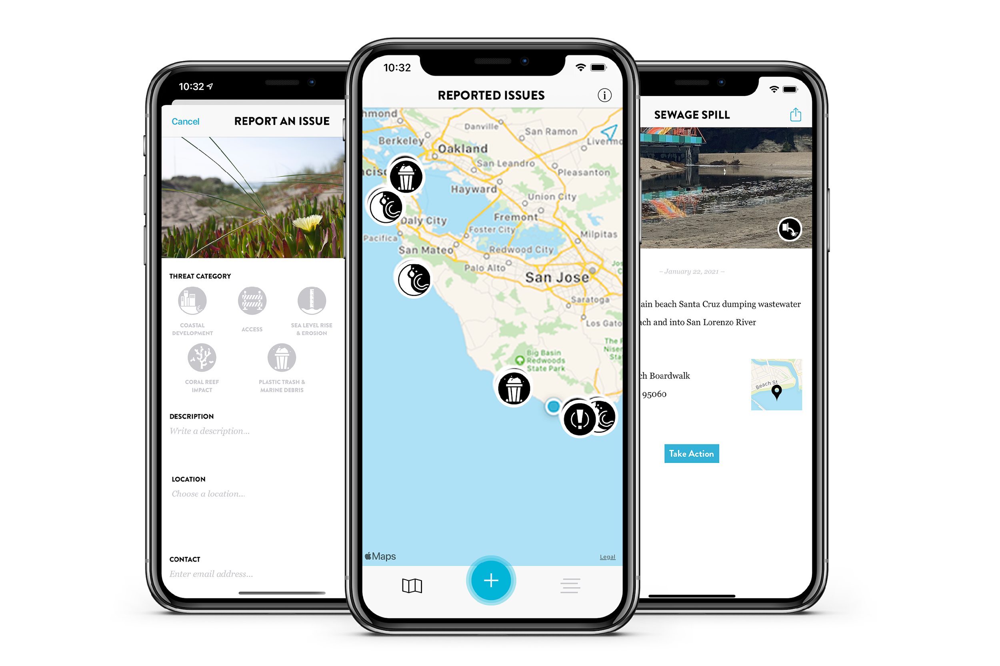 10:32
Cancel
REPORT AN ISSUE
THREAT CATEGORY
COASTAL
DEVELOPMENT
ACCESS
SEA LEVEL RISE
& EROSION
CORAL REEF
IMPACT
PLASTIC TRASH &
MARINE DEBRIS
DESCRIPTION
Write a description...
LOCATION
Choose a location...
CONTACT
Enter email address...
10:32
REPORTED ISSUES
i
hmond
Danville
San Ramon
Berkeley
Livermo
Oakland
San Leandro
ncisc
Pleasanton
Hayward
Union City
Daly City
Fremont
Foster City
Milpitas
Pacifica
San Mateo
Redwood City
Palo Alto
San Jose
Jos
C
Saratoga
Los Gato
The F
Nisen
Sta
Big Basin
Redwoods
State Park
Maps
Legal
SEWAGE SPILL
– January 22, 2021 –
ain beach Santa Cruz dumping wastewater
ach and into San Lorenzo River
ch Boardwalk
95060
Beach St
Take Action